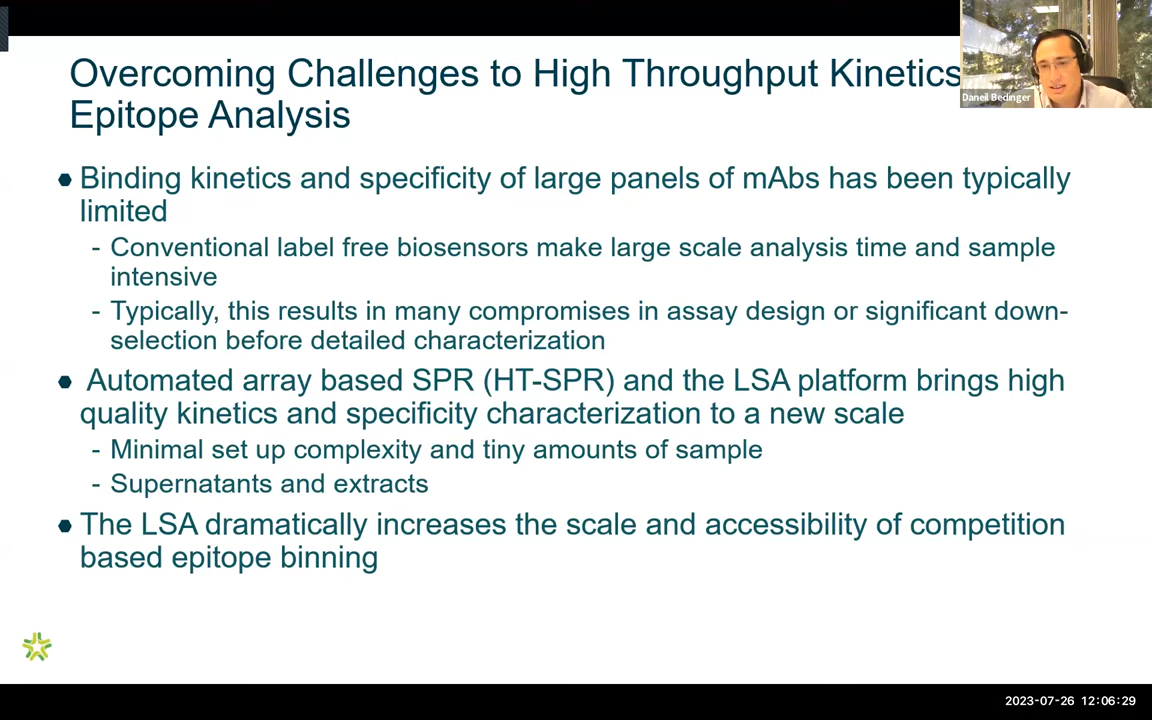 Overcoming Challenges to High Throughput Kinetics
Epitope Analysis
Daneil Bedinger
Binding kinetics and specificity of large panels of mAbs has been typically
limited
- Conventional label free biosensors make large scale analysis time and sample
intensive
- Typically, this results in many compromises in assay design or significant down-
selection before detailed characterization
Automated array based SPR (HT-SPR) and the LSA platform brings high
quality kinetics and specificity characterization to a new scale
- Minimal set up complexity and tiny amounts of sample
- Supernatants and extracts
The LSA dramatically increases the scale and accessibility of competition
based epitope binning
2023-07-26 12:06:29